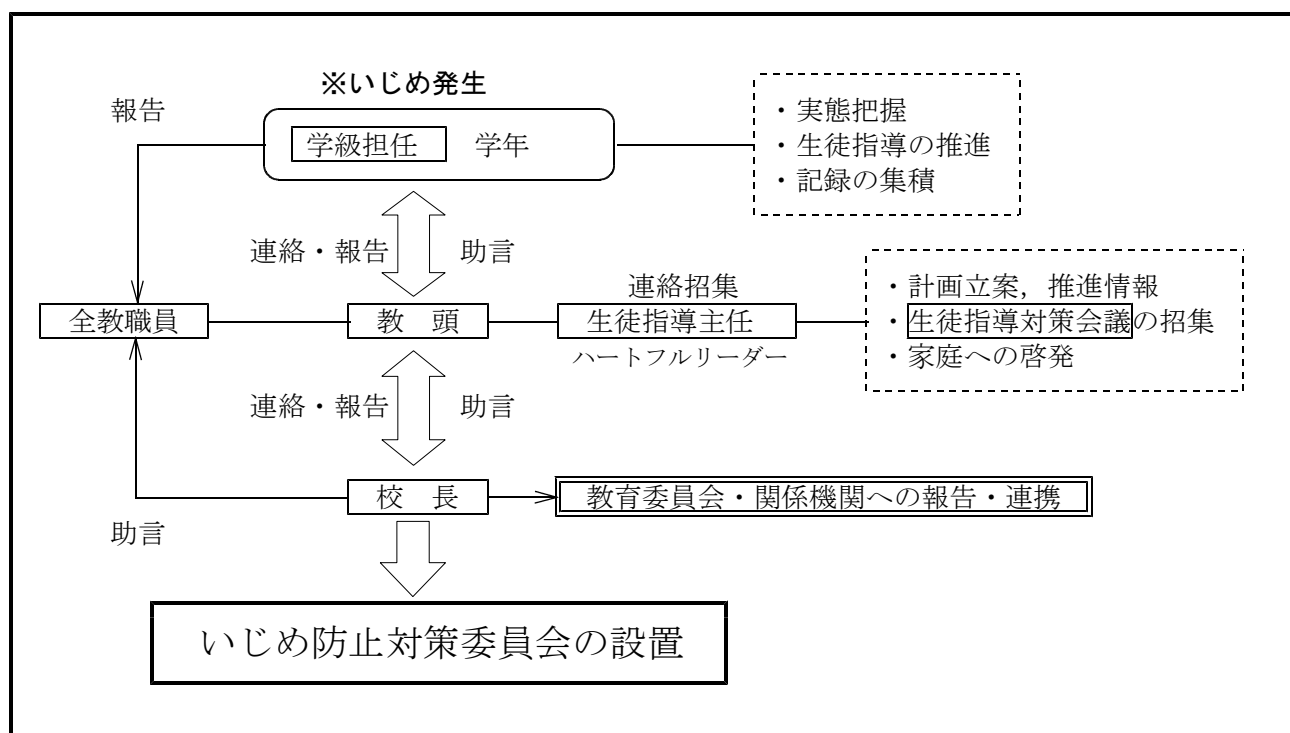 ※いじめ発生
報告
学級担任 学年
・実態把握
・生徒指導の推進
・記録の集積
連絡・報告 助言
連絡招集
全教職員
教 頭
生徒指導主任
ハートフルリーダー
・計画立案，推進情報
・生徒指導対策会議の招集
・家庭への啓発
連絡・報告 助言
校 長
教育委員会・関係機関への報告・連携
助言
いじめ防止対策委員会の設置